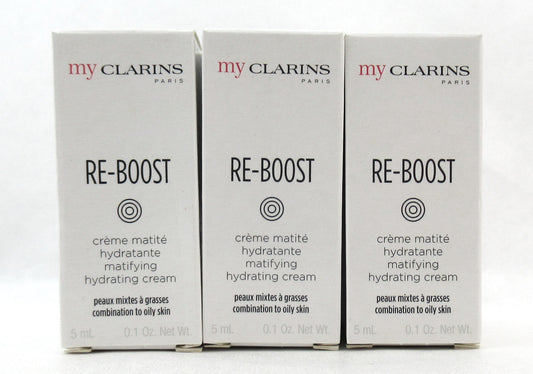 my CLARINS
PARIS
RE-BOOST
crème matité
hydratante
matifying
hydrating cream
peaux mixtes à grasses
combination to oily skin
5 mL 0.1 Oz. Net Wt.
my CLARINS
PARIS
RE-BOOST
crème matité
hydratante
matifying
hydrating cream
peaux mixtes à grasses
combination to oily skin
5 mL 0.1 Oz. Net Wt.
my CLARINS
PARIS
RE-BOOST
crème matité
hydratante
matifying
hydrating cream
peaux mixtes à grasses
combination to oily skin
5 mL 0.1 Oz. Net Wt.